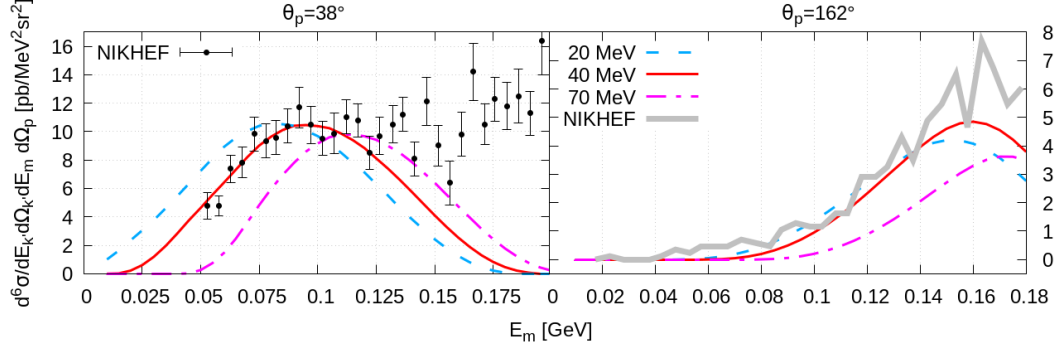 θp=38°
θp=162°
d⁶σ/dEk'dΩk'dEm dΩp [pb/MeV²sr²]
16
14
12
10
8
6
4
2
0
NIKHEF
20 MeV
40 MeV
70 MeV
NIKHEF
8
7
6
5
4
3
2
1
0
0 0.025 0.05 0.075 0.1 0.125 0.15 0.175 0 0.02 0.04 0.06 0.08 0.1 0.12 0.14 0.16 0.18
Em [GeV]